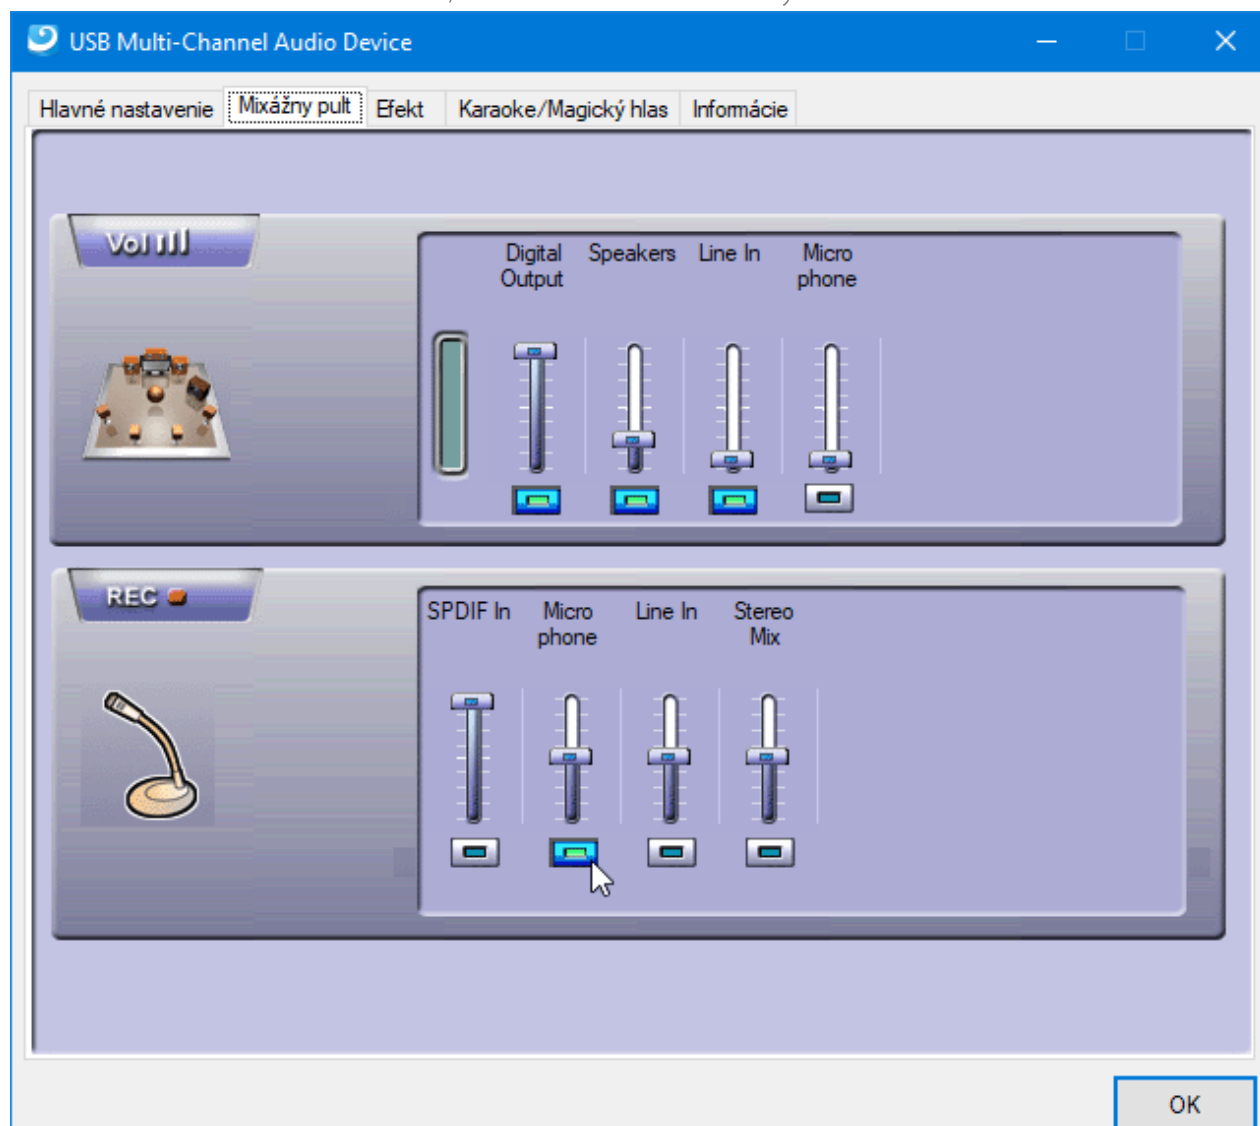 USB Multi-Channel Audio Device
Hlavné nastavenie Mixážny pult Efekt Karaoke/Magický hlas Informácie
Vol
Digital Output Speakers Line In Micro phone
REC
SPDIF In Micro phone Line In Stereo Mix
OK